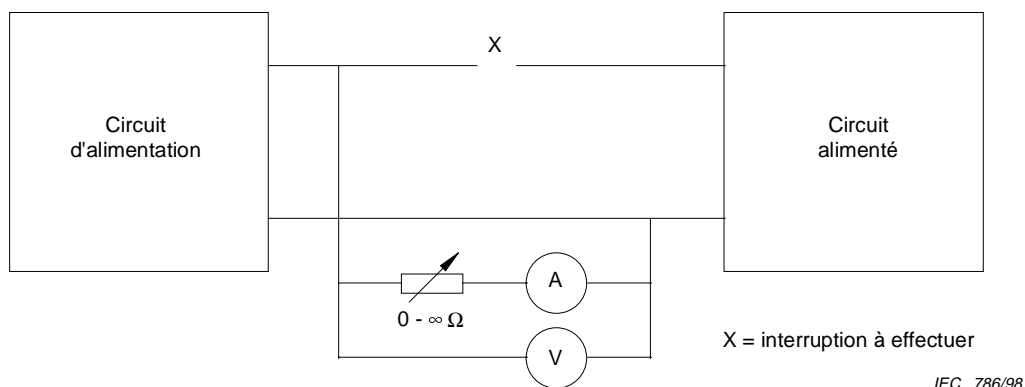 X
Circuit
d'alimentation
Circuit
alimenté
A
0 - ∞ Ω
V
X = interruption à effectuer
IEC 786/98